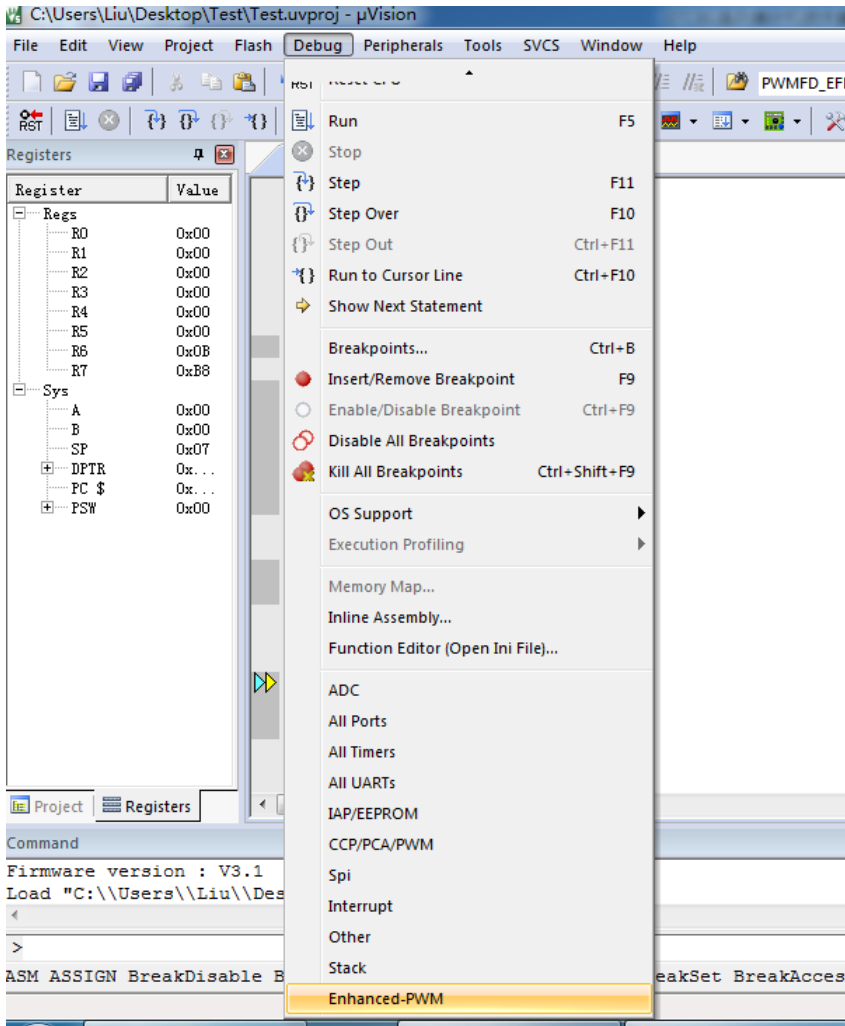 C:\Users\Liu\Desktop\Test\Test.uvproj - µVision
File Edit View Project Flash Debug Peripherals Tools SVCS Window Help
RST
PWMFD_EF
RST
Registers
Register Value
Regs
R0 0x00
R1 0x00
R2 0x00
R3 0x00
R4 0x00
R5 0x00
R6 0x0B
R7 0xB8
Sys
A 0x00
B 0x00
SP 0x07
DPTR 0x...
PC $ 0x...
PSW 0x00
Project Registers
Run F5
Stop
Step F11
Step Over F10
Step Out Ctrl+F11
Run to Cursor Line Ctrl+F10
Show Next Statement
Breakpoints... Ctrl+B
Insert/Remove Breakpoint F9
Enable/Disable Breakpoint Ctrl+F9
Disable All Breakpoints
Kill All Breakpoints Ctrl+Shift+F9
OS Support
Execution Profiling
Memory Map...
Inline Assembly...
Function Editor (Open Ini File)...
ADC
All Ports
All Timers
All UARTs
IAP/EEPROM
CCP/PCA/PWM
Spi
Interrupt
Other
Stack
Enhanced-PWM
Command
Firmware version : V3.1
Load "C:\\Users\\Liu\\Des
>
ASM ASSIGN BreakDisable B eakSet BreakAcces